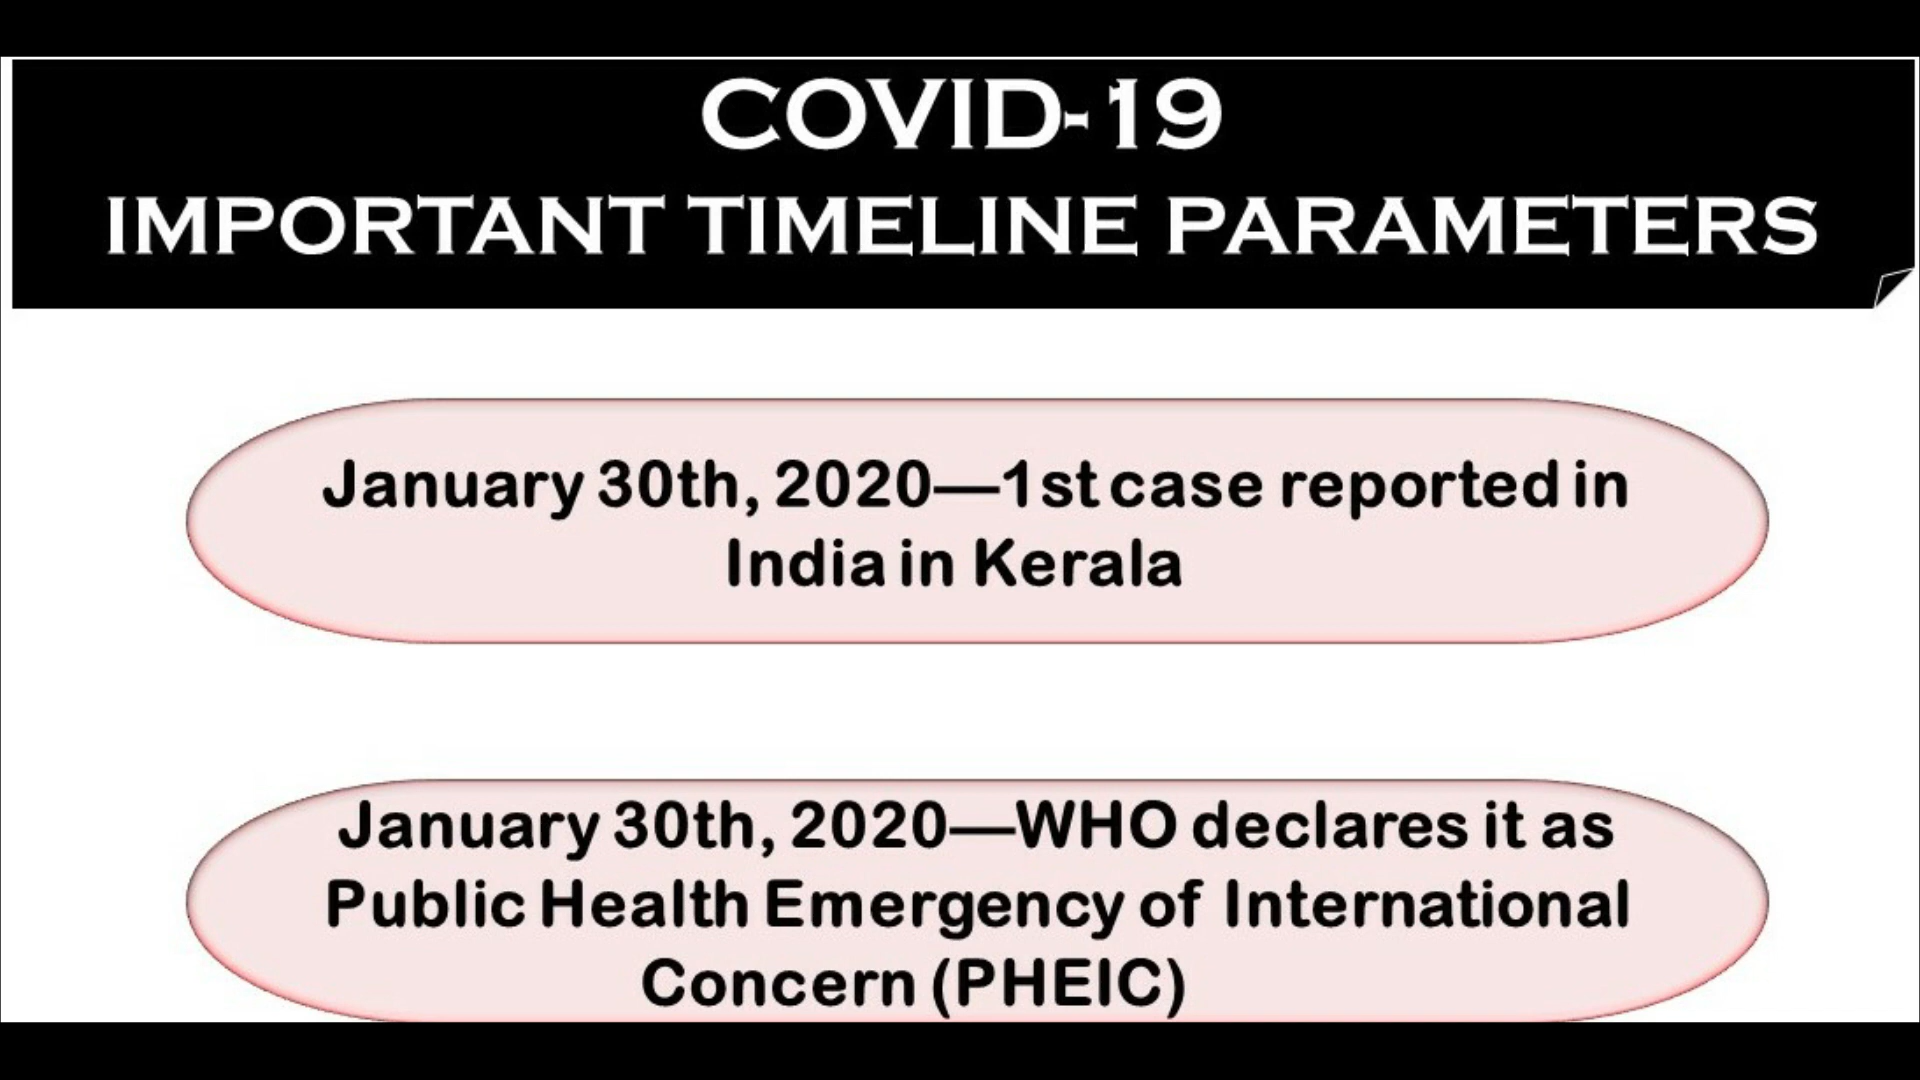 COVID-19
IMPORTANT TIMELINE PARAMETERS
January 30th, 2020—1st case reported in
India in Kerala
January 30th, 2020—WHO declares it as
Public Health Emergency of International
Concern (PHEIC)